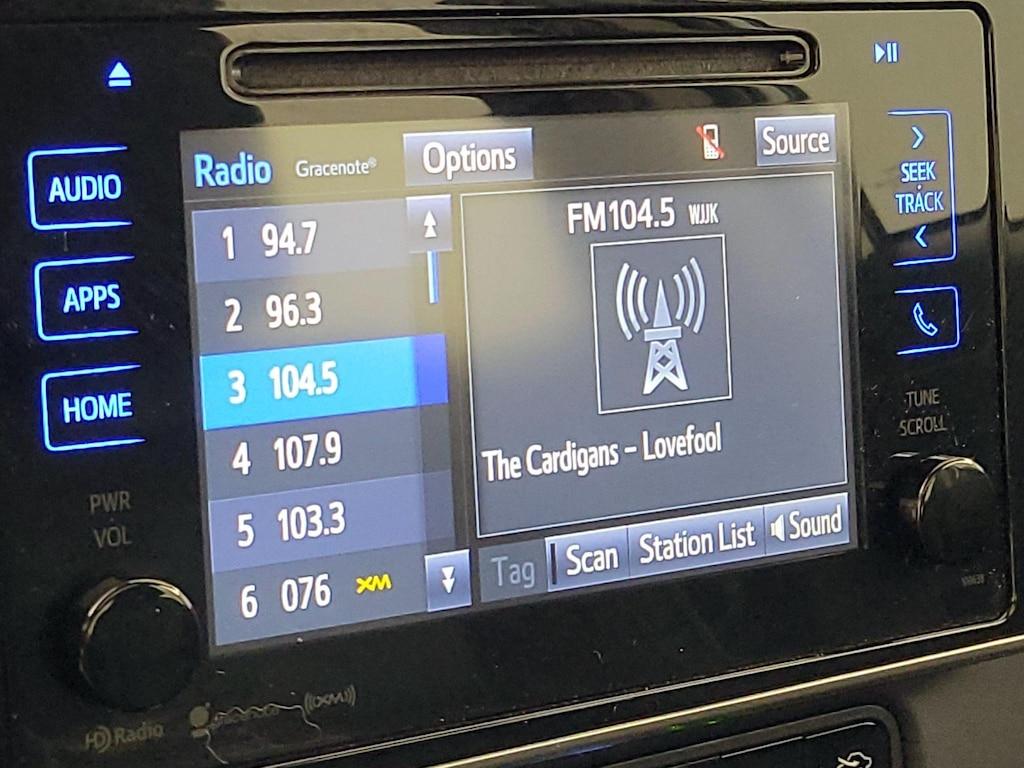 AUDIO
APPS
HOME
PWR
VOL
HD Radio
gracenote
((XM))
Radio
Gracenote®
Options
Source
1 94.7
2 96.3
3 104.5
4 107.9
5 103.3
6 076 XM
FM104.5 WJJK
The Cardigans - Lovefool
Tag
Scan
Station List
Sound
SEEK
TRACK
TUNE
SCROLL